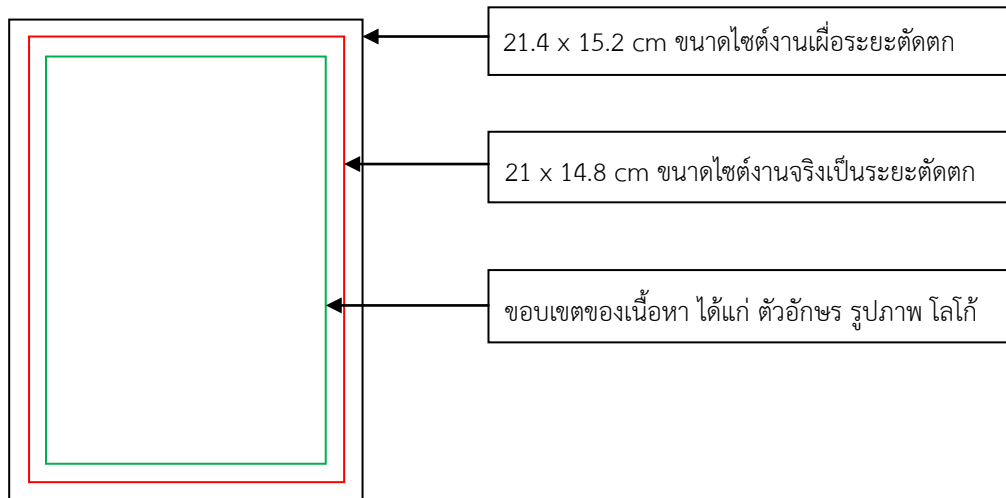 21.4 x 15.2 cm ขนาดไซต์งานเผื่อระยะตัดตก
21 x 14.8 cm ขนาดไซต์งานจริงเป็นระยะตัดตก
ขอบเขตของเนื้อหา ได้แก่ ตัวอักษร รูปภาพ โลโก้